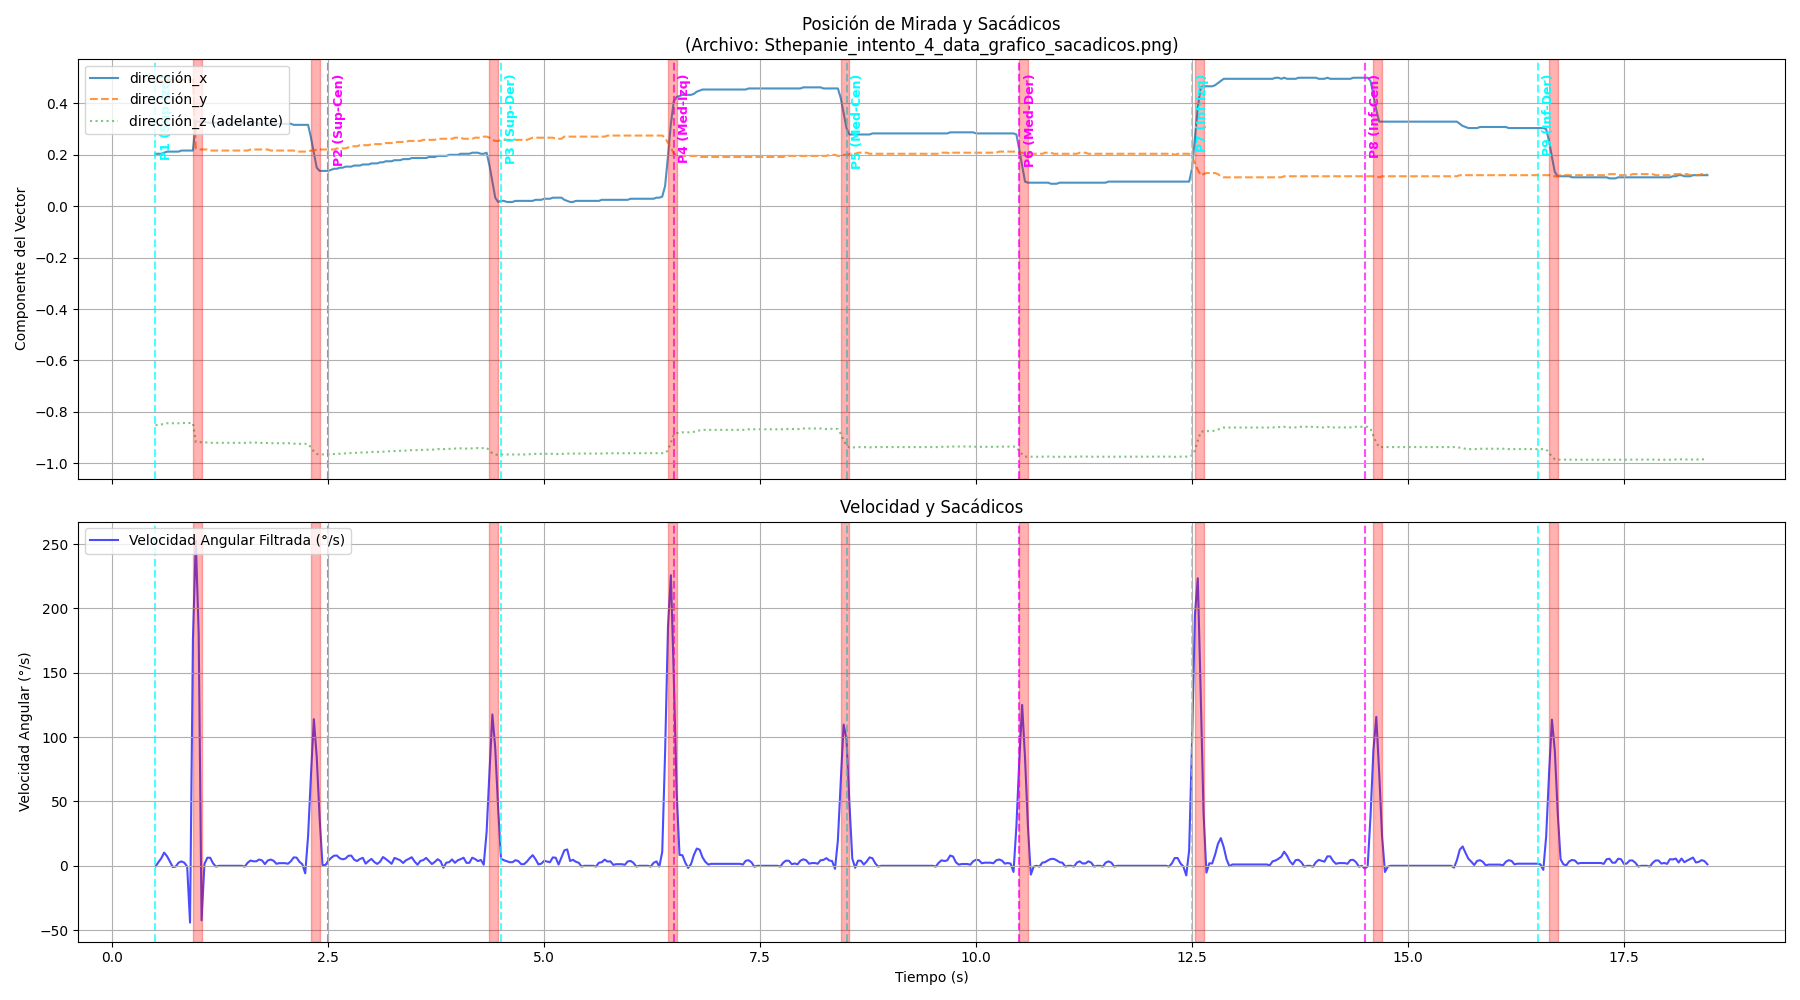 Posición de Mirada y Sacádicos
(Archivo: Sthepanie_intento_4_data_grafico_sacadicos.png)
dirección_x
dirección_y
dirección_z (adelante)
P1
P2 (Sup-Cen)
P3 (Sup-Der)
P4 (Med-Izq)
P5 (Med-Cen)
P6 (Med-Der)
P7 (Inf-Izq)
P8 (Inf-Cen)
P9 (Inf-Der)
Componente del Vector
0.4
0.2
0.0
−0.2
−0.4
−0.6
−0.8
−1.0
Velocidad y Sacádicos
Velocidad Angular Filtrada (°/s)
Velocidad Angular (°/s)
250
200
150
100
50
0
−50
0.0 2.5 5.0 7.5 10.0 12.5 15.0 17.5
Tiempo (s)